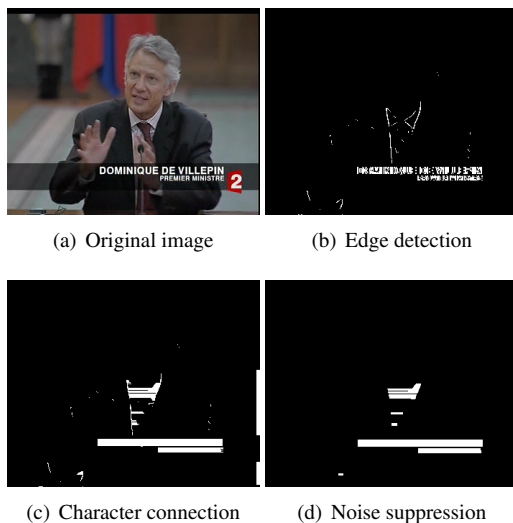 DOMINIQUE DE VILLEPIN
PREMIER MINISTRE
2
(a) Original image
(b) Edge detection
(c) Character connection
(d) Noise suppression